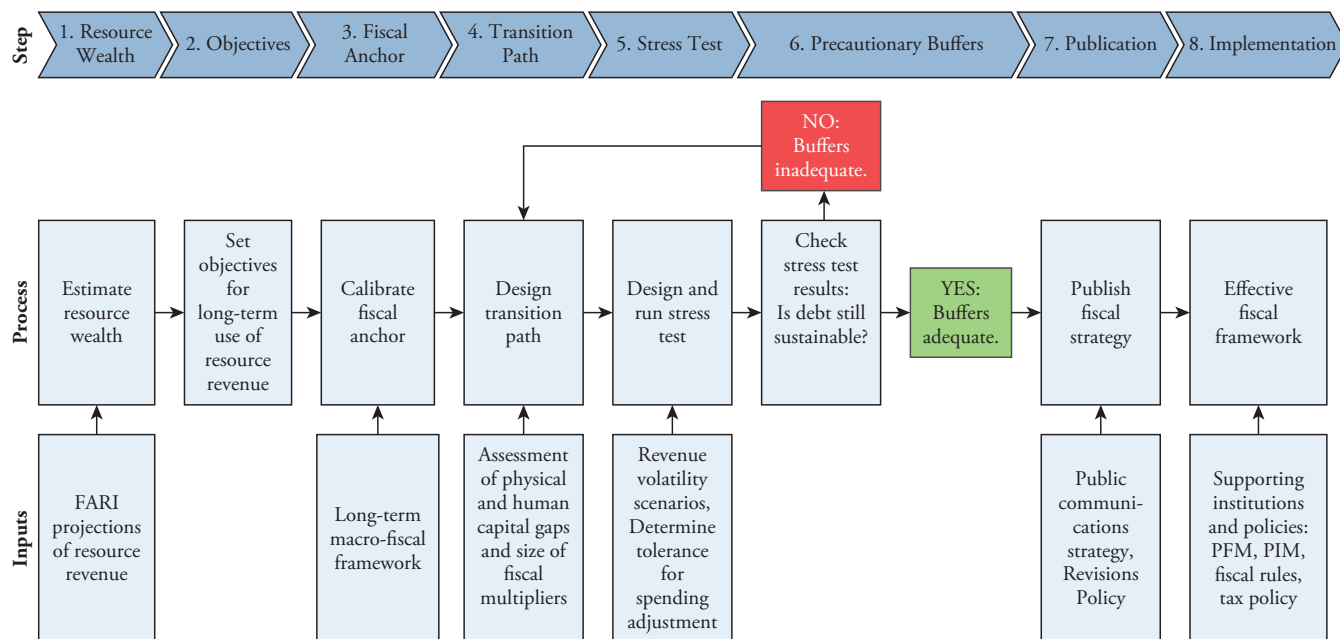 Step
1. Resource
Wealth
2. Objectives
3. Fiscal
Anchor
4. Transition
Path
5. Stress Test
6. Precautionary Buffers
7. Publication
8. Implementation
NO:
Buffers
inadequate.
Process
Estimate
resource
wealth
Set
objectives
for
long-term
use of
resource
revenue
Calibrate
fiscal
anchor
Design
transition
path
Design and
run stress
test
Check
stress test
results:
Is debt still
sustainable?
YES:
Buffers
adequate.
Publish
fiscal
strategy
Effective
fiscal
framework
Inputs
FARI
projections
of resource
revenue
Long-term
macro-fiscal
framework
Assessment
of physical
and human
capital gaps
and size of
fiscal
multipliers
Revenue
volatility
scenarios,
Determine
tolerance
for
spending
adjustment
Public
communi-
cations
strategy,
Revisions
Policy
Supporting
institutions
and policies:
PFM, PIM,
fiscal rules,
tax policy